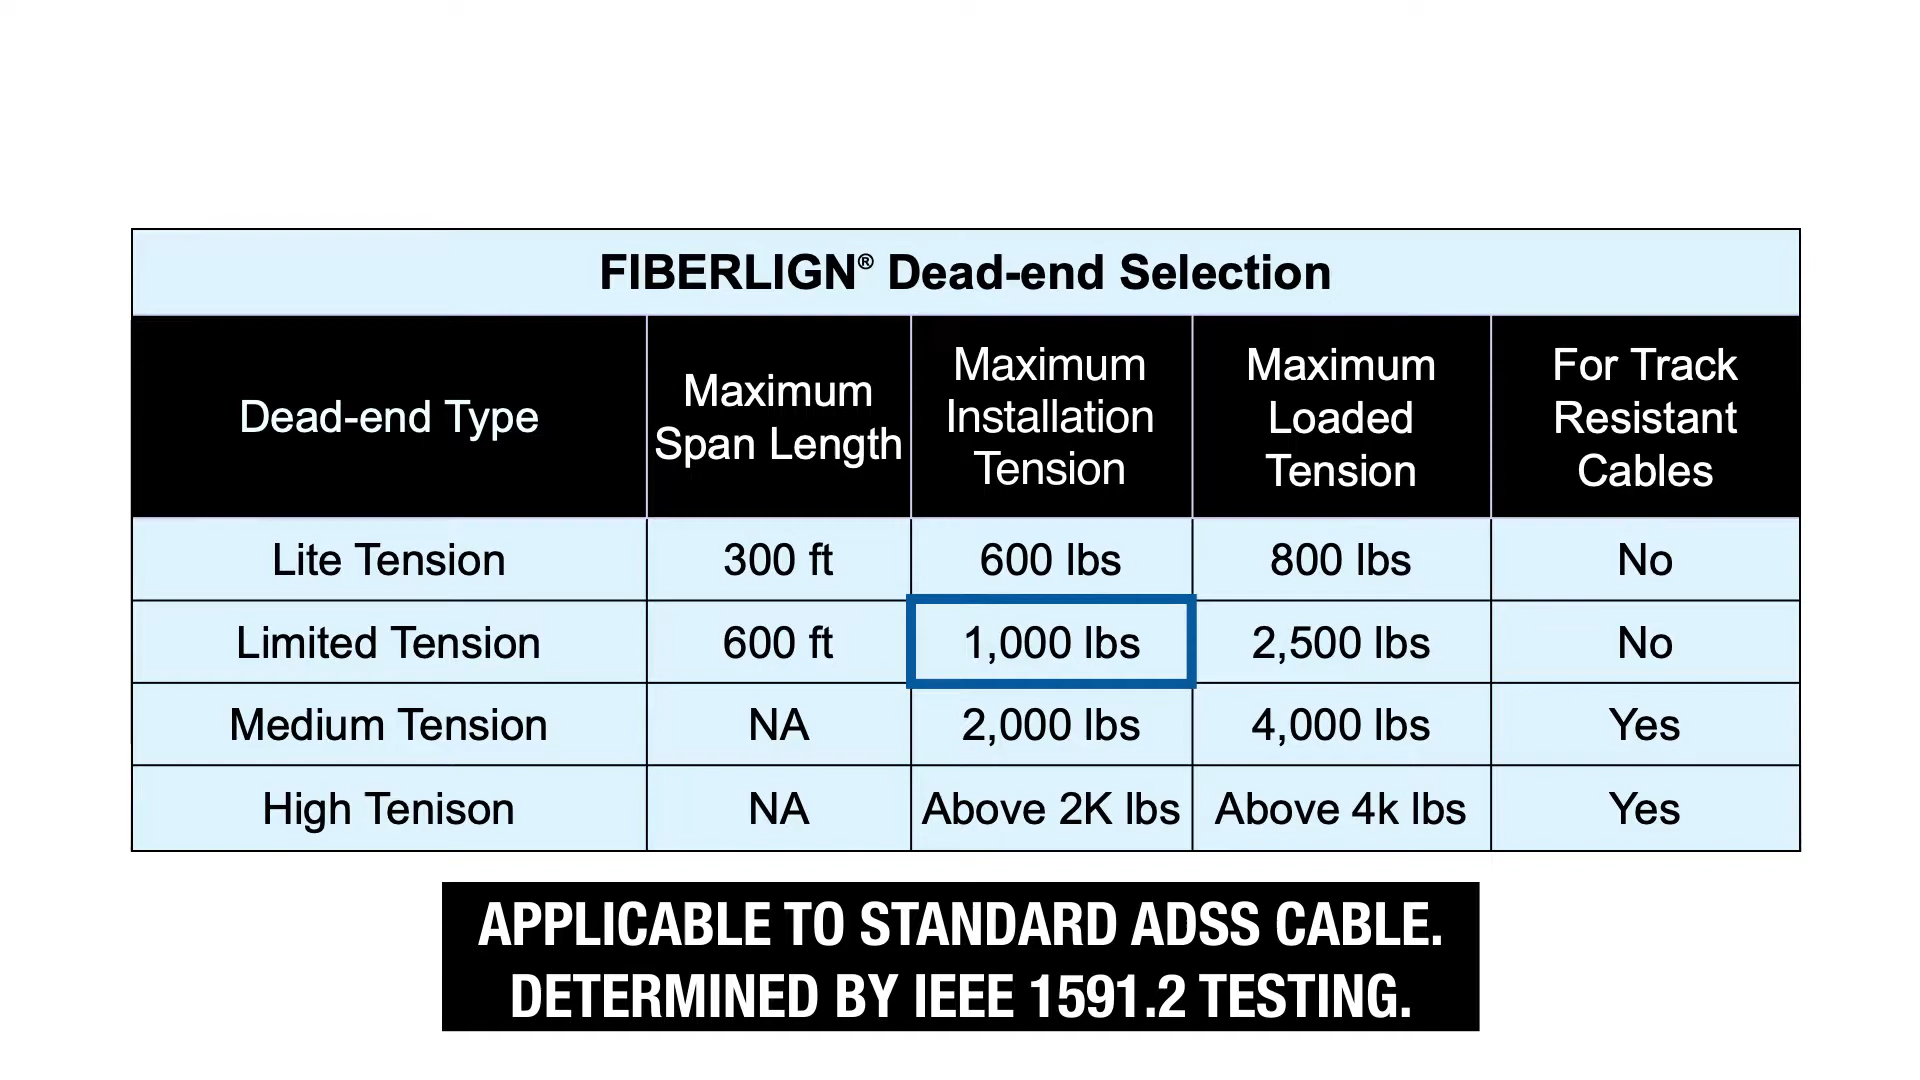 FIBERLIGN® Dead-end Selection
Dead-end Type
Maximum
Span Length
Maximum
Installation
Tension
Maximum
Loaded
Tension
For Track
Resistant
Cables
Lite Tension 300 ft 600 lbs 800 lbs No
Limited Tension 600 ft 1,000 lbs 2,500 lbs No
Medium Tension NA 2,000 lbs 4,000 lbs Yes
High Tenison NA Above 2K lbs Above 4k lbs Yes
APPLICABLE TO STANDARD ADSS CABLE.
DETERMINED BY IEEE 1591.2 TESTING.